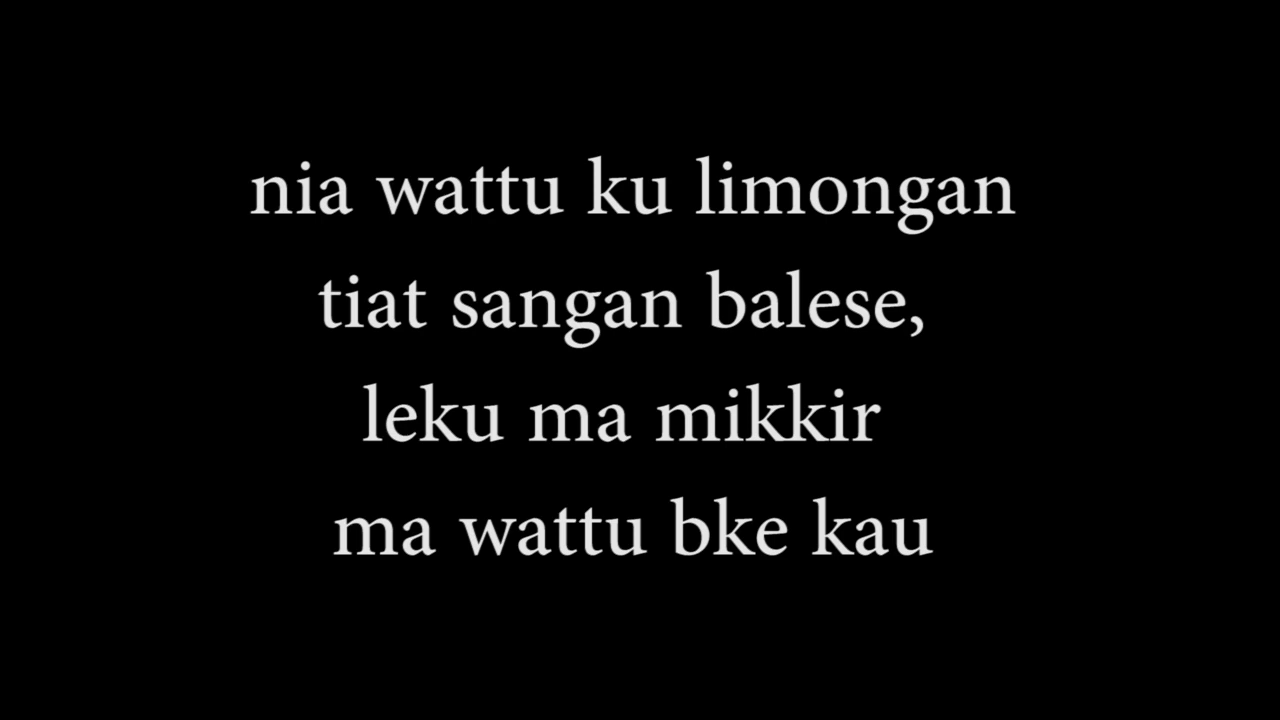 nia wattu ku limongan
tiat sangan balese,
leku ma mikkir
ma wattu bke kau